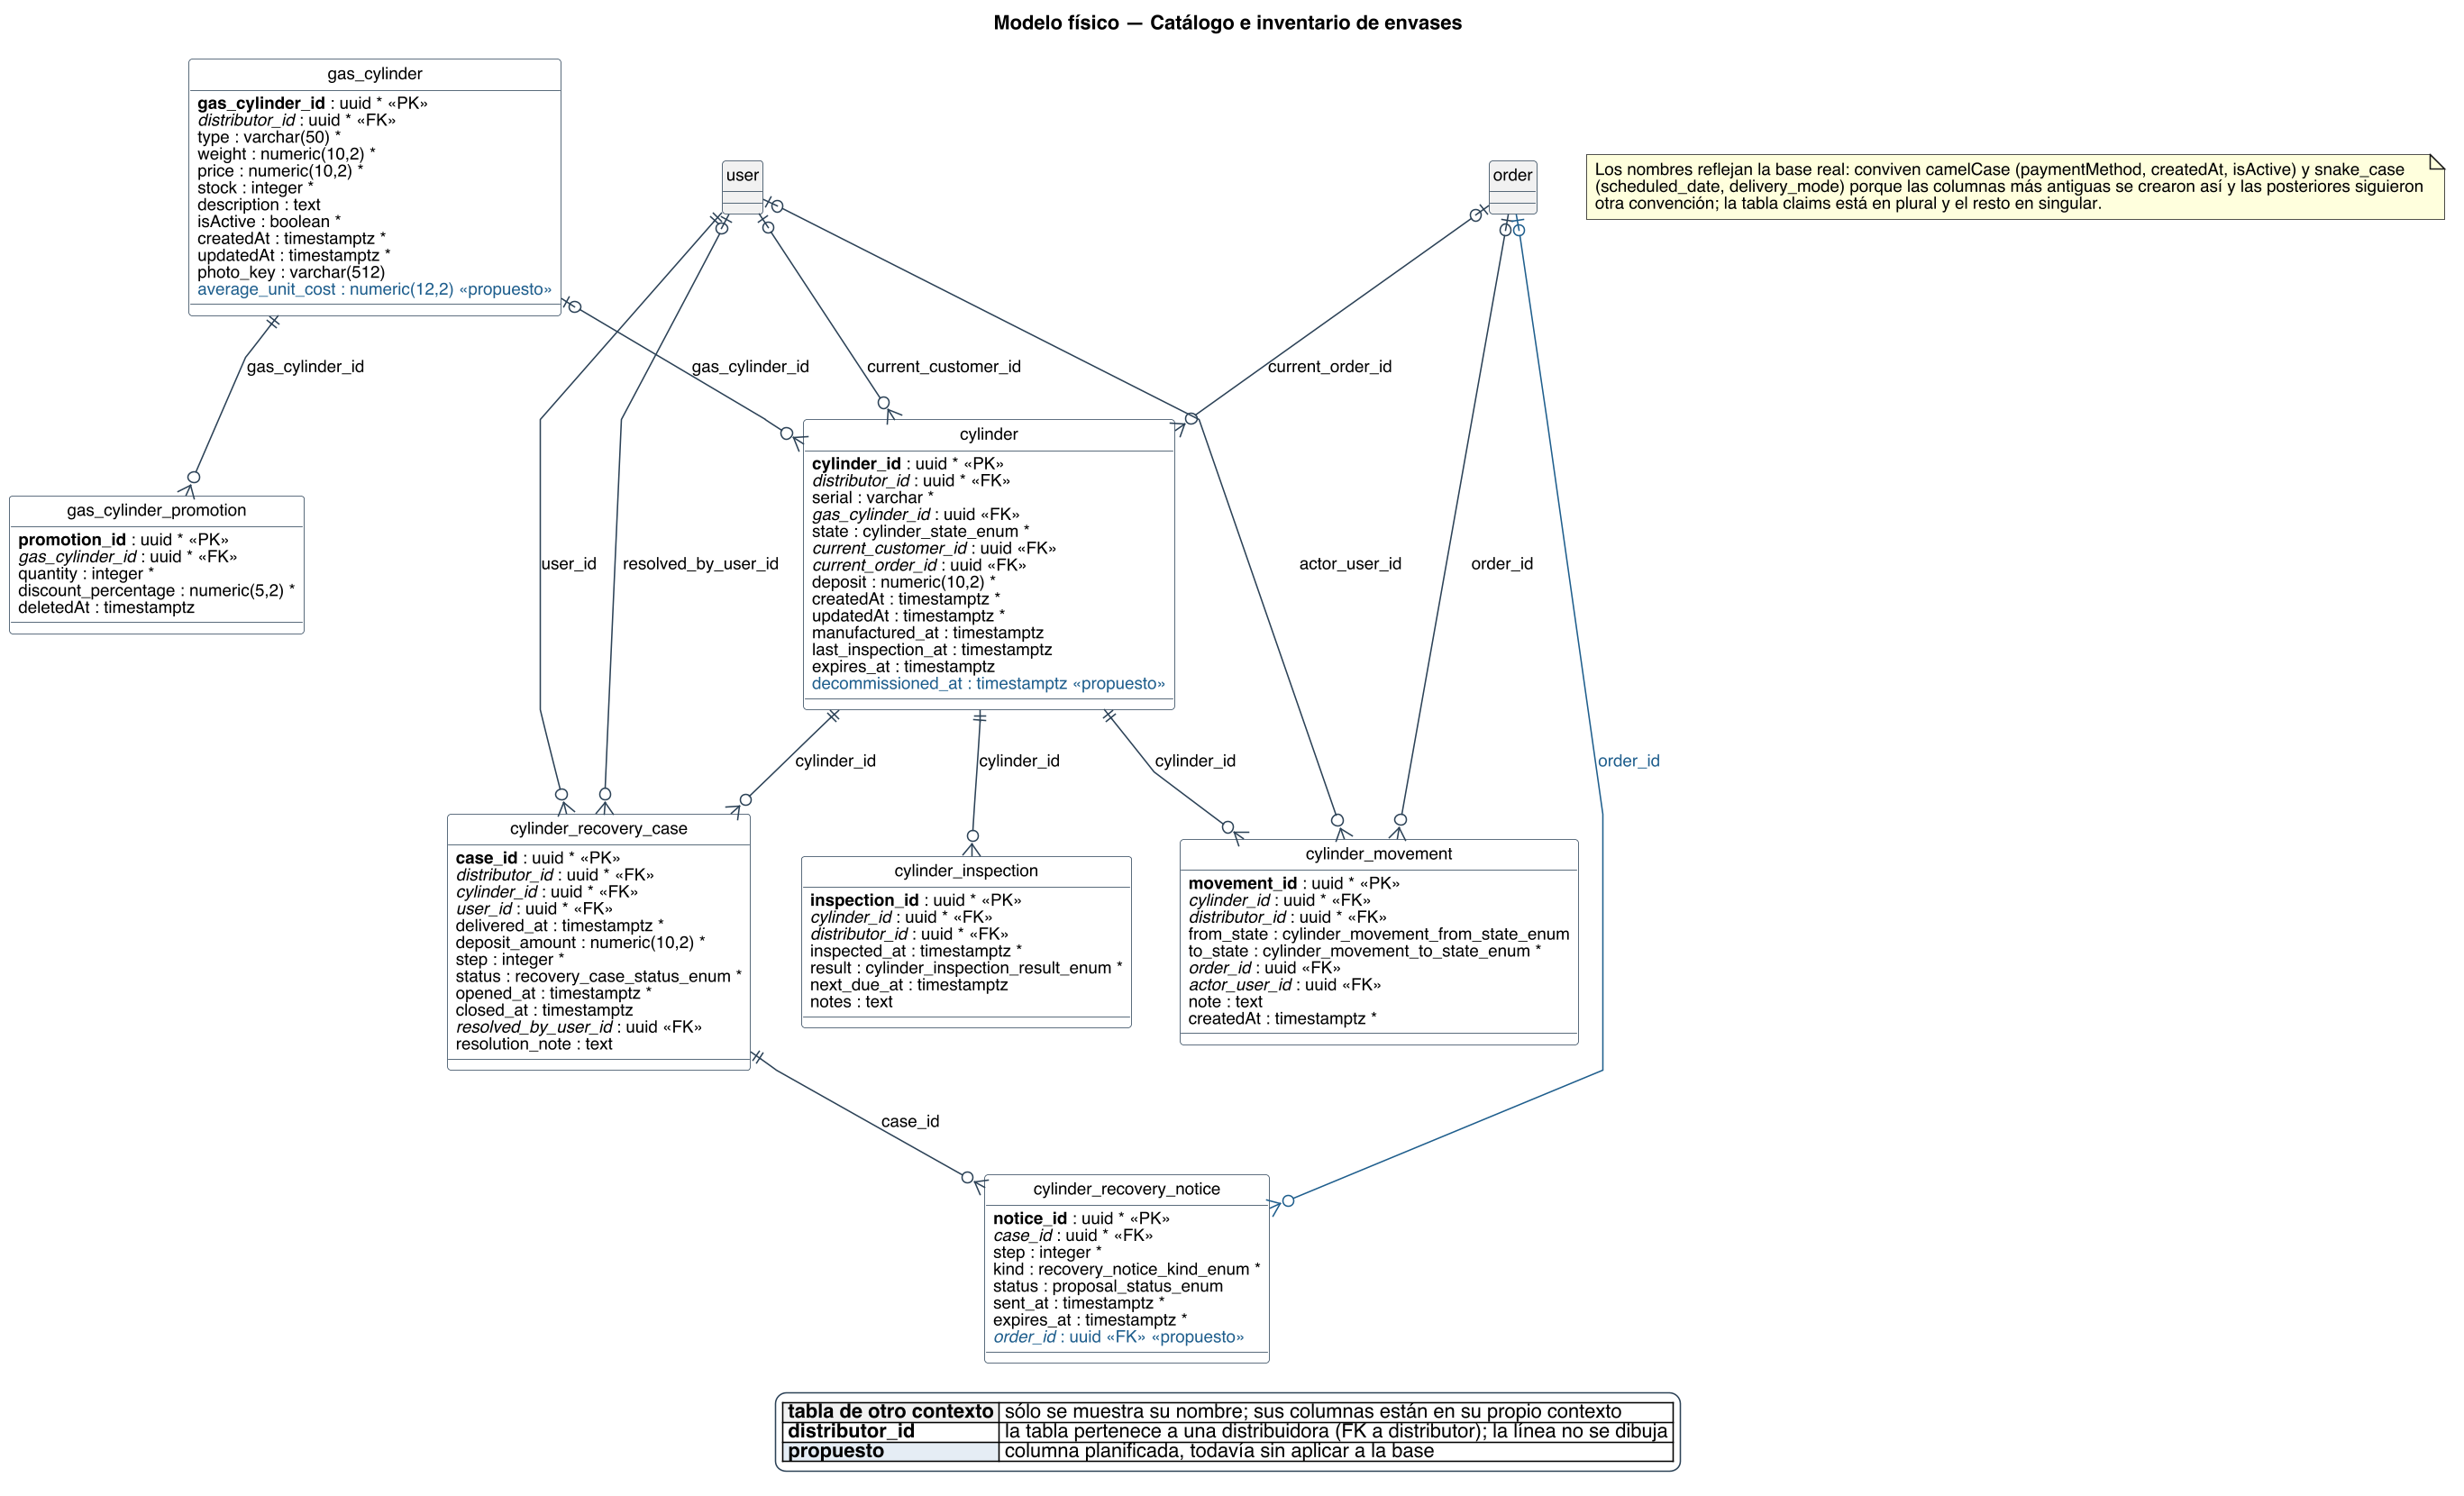 Modelo físico — Catálogo e inventario de envases
gas_cylinder
gas_cylinder_id : uuid * «PK»
distributor_id : uuid * «FK»
type : varchar(50) *
weight : numeric(10,2) *
price : numeric(10,2) *
stock : integer *
description : text
isActive : boolean *
createdAt : timestamptz *
updatedAt : timestamptz *
photo_key : varchar(512)
average_unit_cost : numeric(12,2) «propuesto»
user
order
Los nombres reflejan la base real: conviven camelCase (paymentMethod, createdAt, isActive) y snake_case
(scheduled_date, delivery_mode) porque las columnas más antiguas se crearon así y las posteriores siguieron
otra convención; la tabla claims está en plural y el resto en singular.
gas_cylinder_id
gas_cylinder_id
current_customer_id
current_order_id
cylinder
cylinder_id : uuid * «PK»
distributor_id : uuid * «FK»
serial : varchar *
gas_cylinder_id : uuid «FK»
state : cylinder_state_enum *
current_customer_id : uuid «FK»
current_order_id : uuid «FK»
deposit : numeric(10,2) *
createdAt : timestamptz *
updatedAt : timestamptz *
manufactured_at : timestamptz
last_inspection_at : timestamptz
expires_at : timestamptz
decommissioned_at : timestamptz «propuesto»
gas_cylinder_promotion
promotion_id : uuid * «PK»
gas_cylinder_id : uuid * «FK»
quantity : integer *
discount_percentage : numeric(5,2) *
deletedAt : timestamptz
user_id
resolved_by_user_id
actor_user_id
order_id
cylinder_id
cylinder_id
cylinder_id
order_id
cylinder_recovery_case
case_id : uuid * «PK»
distributor_id : uuid * «FK»
cylinder_id : uuid * «FK»
user_id : uuid * «FK»
delivered_at : timestamptz *
deposit_amount : numeric(10,2) *
step : integer *
status : recovery_case_status_enum *
opened_at : timestamptz *
closed_at : timestamptz
resolved_by_user_id : uuid «FK»
resolution_note : text
cylinder_inspection
inspection_id : uuid * «PK»
cylinder_id : uuid * «FK»
distributor_id : uuid * «FK»
inspected_at : timestamptz *
result : cylinder_inspection_result_enum *
next_due_at : timestamptz
notes : text
cylinder_movement
movement_id : uuid * «PK»
cylinder_id : uuid * «FK»
distributor_id : uuid * «FK»
from_state : cylinder_movement_from_state_enum
to_state : cylinder_movement_to_state_enum *
order_id : uuid «FK»
actor_user_id : uuid «FK»
note : text
createdAt : timestamptz *
case_id
cylinder_recovery_notice
notice_id : uuid * «PK»
case_id : uuid * «FK»
step : integer *
kind : recovery_notice_kind_enum *
status : proposal_status_enum
sent_at : timestamptz *
expires_at : timestamptz *
order_id : uuid «FK» «propuesto»
tabla de otro contexto sólo se muestra su nombre; sus columnas están en su propio contexto
distributor_id la tabla pertenece a una distribuidora (FK a distributor); la línea no se dibuja
propuesto columna planificada, todavía sin aplicar a la base